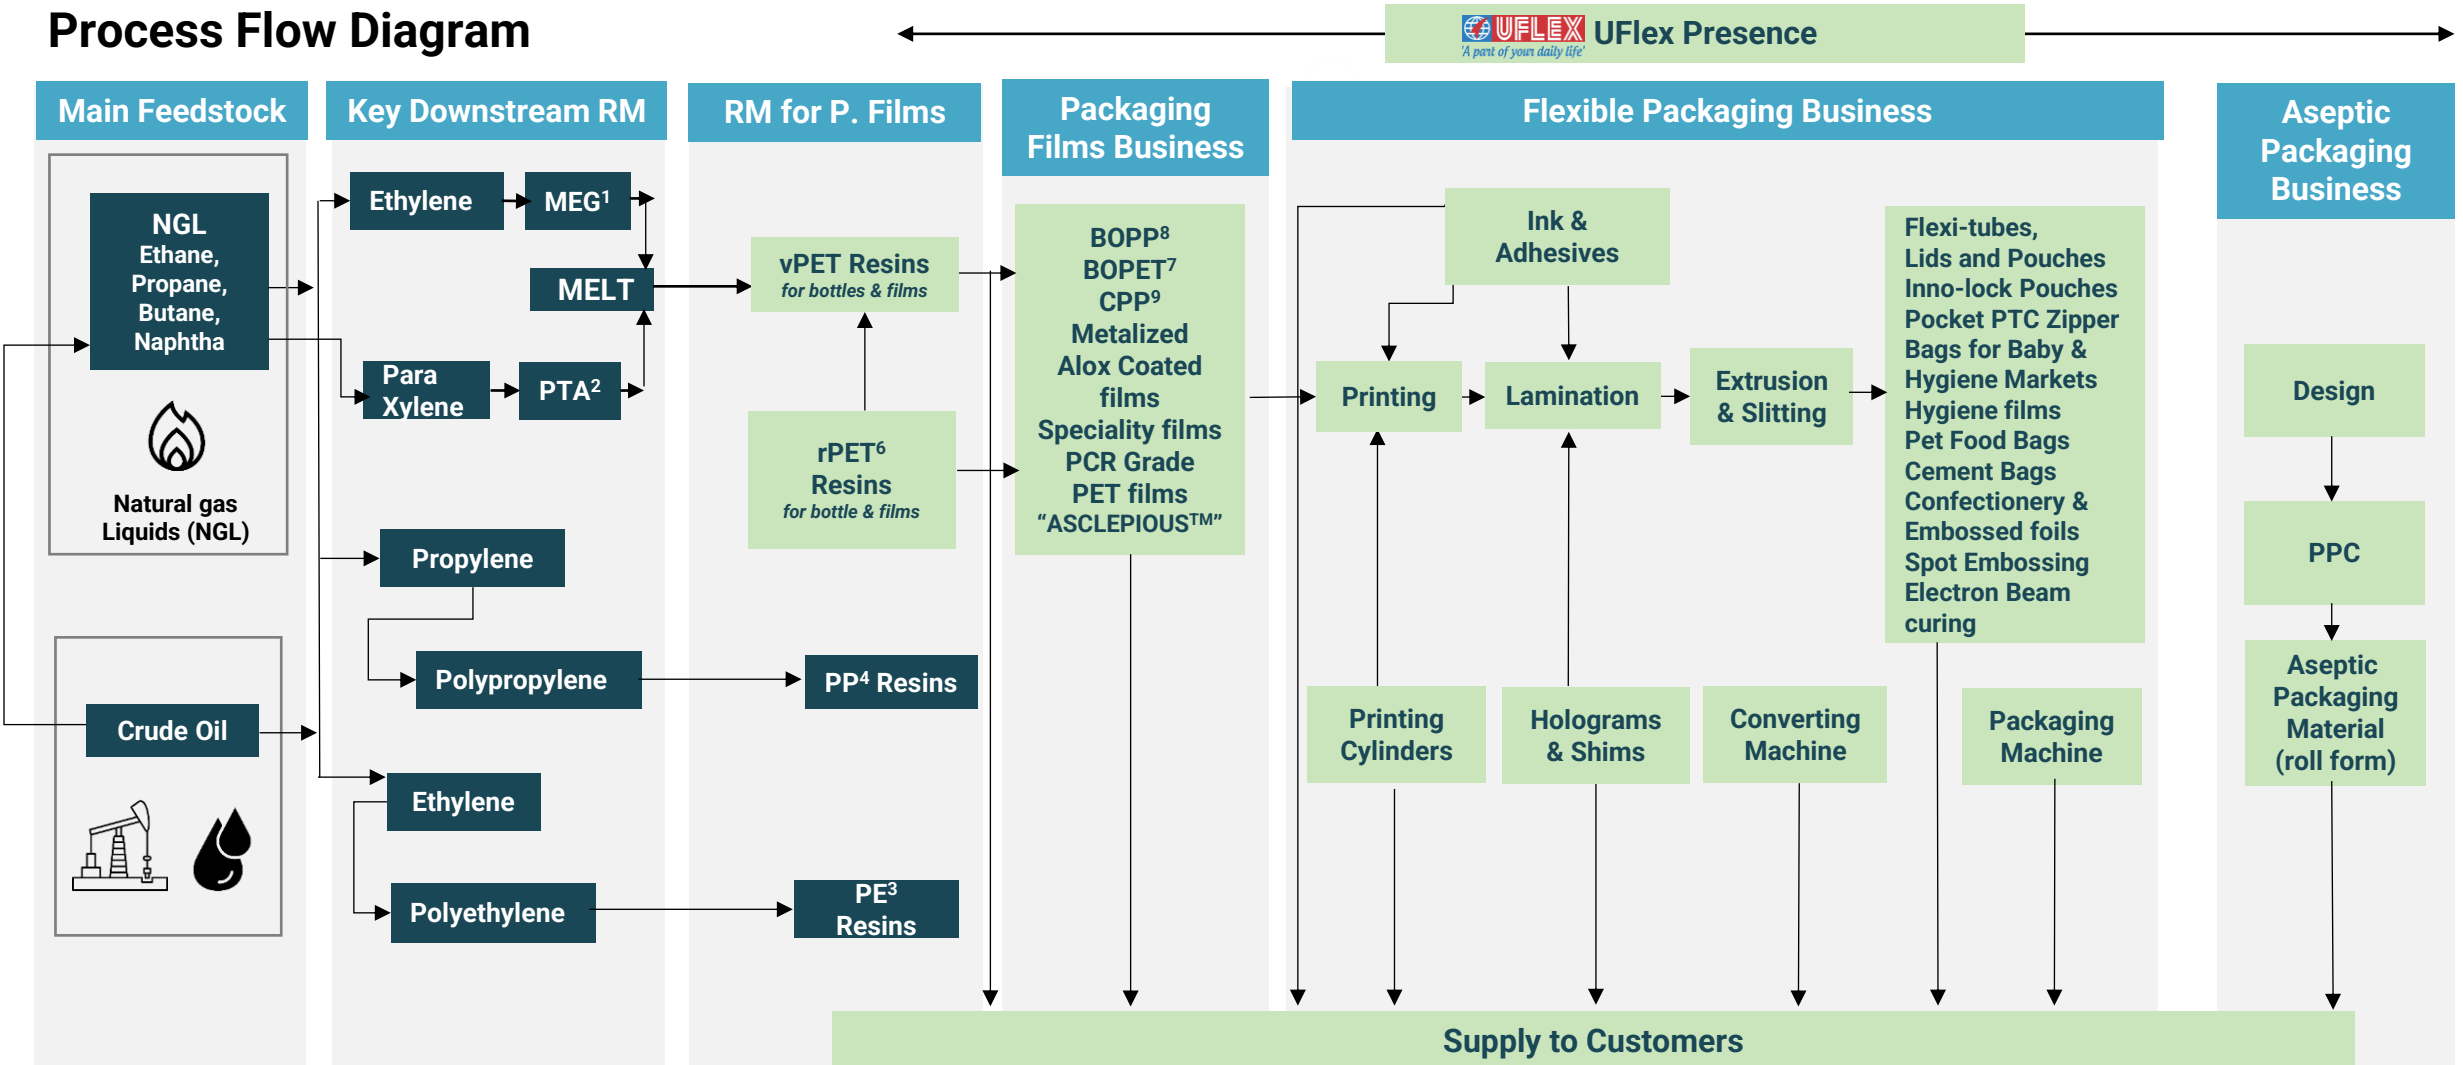 Process Flow Diagram
UFLEX
'A part of your daily life'
UFlex Presence
Main Feedstock
NGL
Ethane,
Propane,
Butane,
Naphtha
Natural gas
Liquids (NGL)
Crude Oil
Key Downstream RM
Ethylene
MEG¹
MELT
Para
Xylene
PTA²
Propylene
Polypropylene
Ethylene
Polyethylene
RM for P. Films
vPET Resins
for bottles & films
rPET⁶
Resins
for bottle & films
PP⁴ Resins
PE³
Resins
Packaging
Films Business
BOPP⁸
BOPET⁷
CPP⁹
Metalized
Alox Coated
films
Speciality films
PCR Grade
PET films
“ASCLEPIOUS™”
Flexible Packaging Business
Ink &
Adhesives
Printing
Lamination
Extrusion
& Slitting
Flexi-tubes,
Lids and Pouches
Inno-lock Pouches
Pocket PTC Zipper
Bags for Baby &
Hygiene Markets
Hygiene films
Pet Food Bags
Cement Bags
Confectionery &
Embossed foils
Spot Embossing
Electron Beam
curing
Printing
Cylinders
Holograms
& Shims
Converting
Machine
Packaging
Machine
Aseptic
Packaging
Business
Design
PPC
Aseptic
Packaging
Material
(roll form)
Supply to Customers